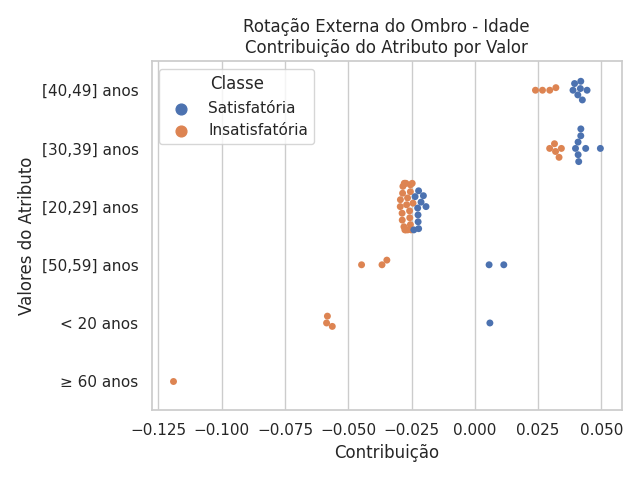 Rotação Externa do Ombro - Idade
Contribuição do Atributo por Valor
Classe
Satisfatória
Insatisfatória
Valores do Atributo
[40,49] anos
[30,39] anos
[20,29] anos
[50,59] anos
< 20 anos
≥ 60 anos
−0.125 −0.100 −0.075 −0.050 −0.025 0.000 0.025 0.050
Contribuição